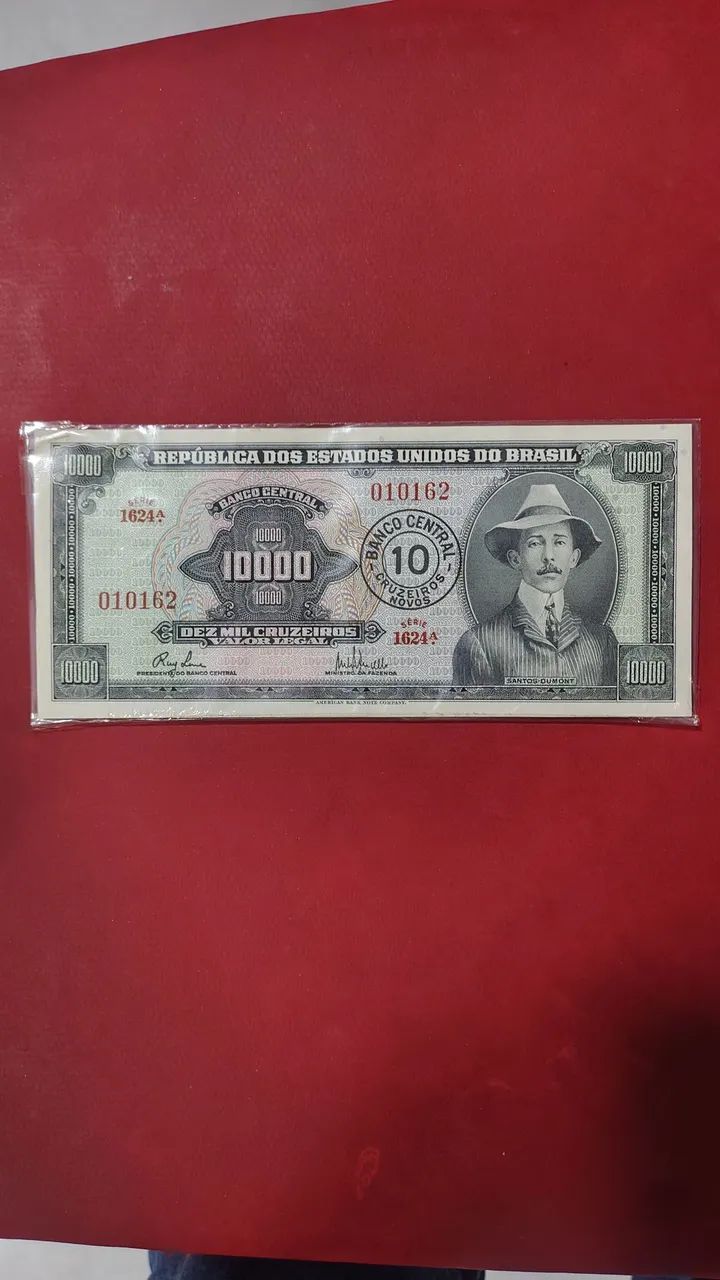 10000
REPÚBLICA DOS ESTADOS UNIDOS DO BRASIL
10000
SÉRIE
1624ª
BANCO CENTRAL
010162
10000
10000
10000
BANCO CENTRAL
10
CRUZEIROS
NOVOS
010162
DEZ MIL CRUZEIROS
VALOR LEGAL
SÉRIE
1624ª
10000
PRESIDENTE DO BANCO CENTRAL
MINISTRO DA FAZENDA
SANTOS-DUMONT
10000
AMERICAN BANK NOTE COMPANY.